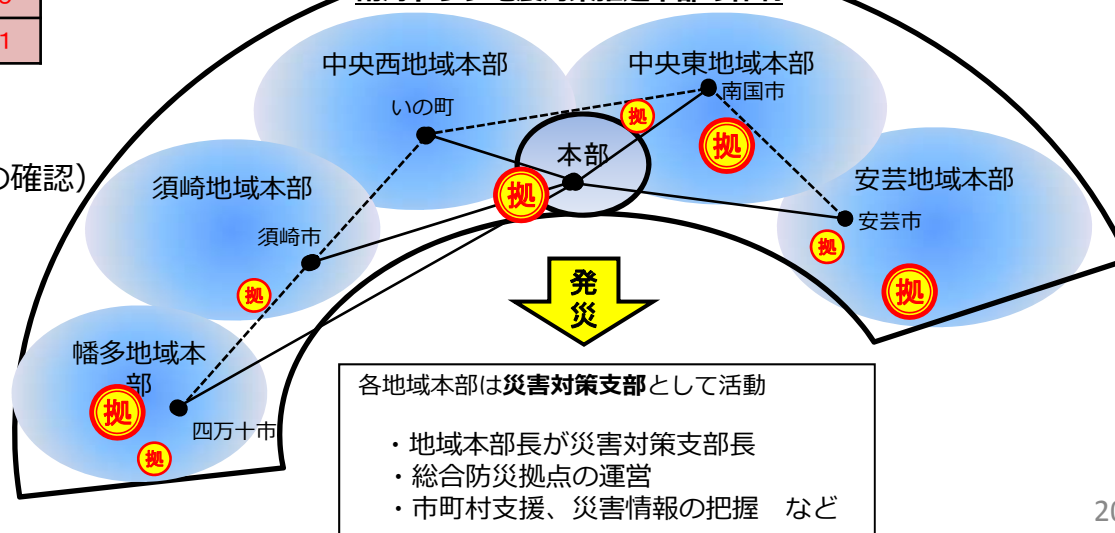 1
中央西地域本部
中央東地域本部
いの町
南国市
拠
拠
本部
の確認)
須崎地域本部
拠
安芸地域本部
須崎市
安芸市
拠
拠
拠
発
災
幡多地域本
部
拠
四万十市
拠
各地域本部は災害対策支部として活動
・地域本部長が災害対策支部長
・総合防災拠点の運営
・市町村支援、災害情報の把握 など
20